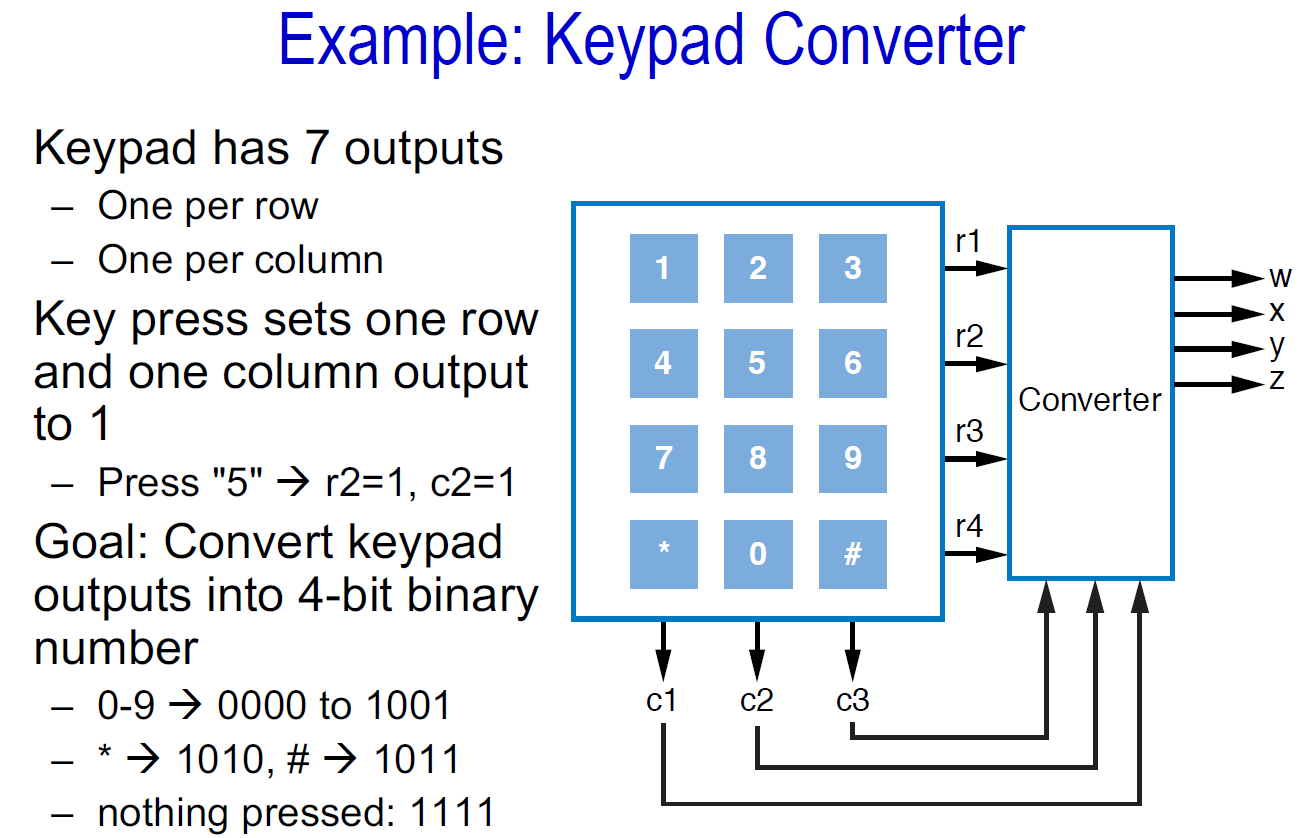 Example: Keypad Converter
Keypad has 7 outputs
– One per row
– One per column
Key press sets one row
and one column output
to 1
– Press "5" → r2=1, c2=1
Goal: Convert keypad
outputs into 4-bit binary
number
– 0-9 → 0000 to 1001
– * → 1010, # → 1011
– nothing pressed: 1111
1 2 3
4 5 6
7 8 9
* 0 #
r1
r2
r3
r4
c1 c2 c3
Converter
w
x
y
z